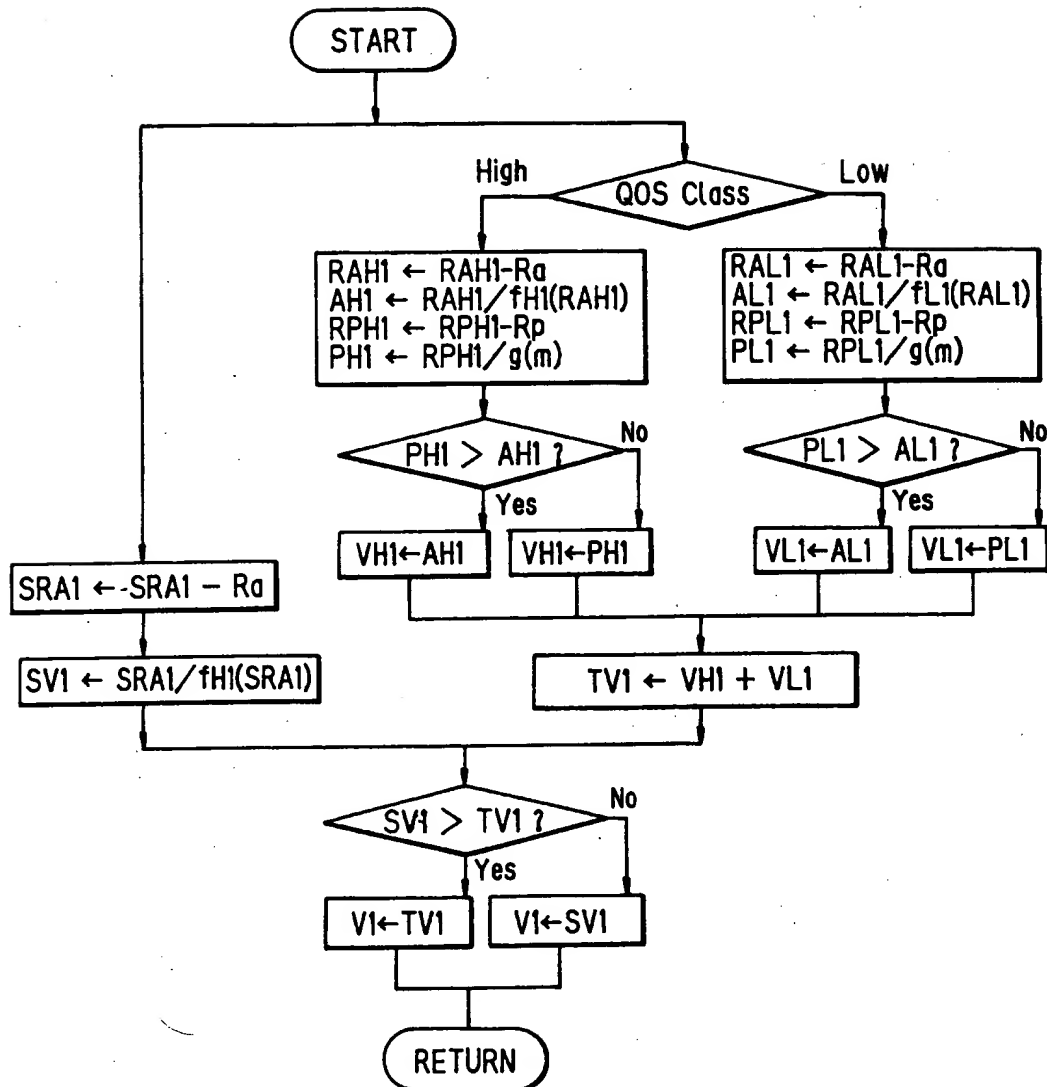 START
High
QOS Class
Low
RAH1 ← RAH1-Ra
AH1 ← RAH1/fH1(RAH1)
RPH1 ← RPH1-Rp
PH1 ← RPH1/g(m)
RAL1 ← RAL1-Ra
AL1 ← RAL1/fL1(RAL1)
RPL1 ← RPL1-Rp
PL1 ← RPL1/g(m)
PH1 > AH1 ?
No
Yes
PL1 > AL1 ?
No
Yes
VH1←AH1
VH1←PH1
VL1←AL1
VL1←PL1
SRA1 ← SRA1 - Ra
SV1 ← SRA1/fH1(SRA1)
TV1 ← VH1 + VL1
SV1 > TV1 ?
No
Yes
V1←TV1
V1←SV1
RETURN